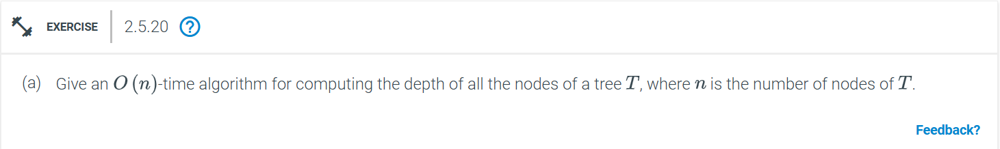 EXERCISE 2.5.20 ?
(a) Give an O (n)-time algorithm for computing the depth of all the nodes of a tree T, where n is the number of nodes of T.
Feedback?